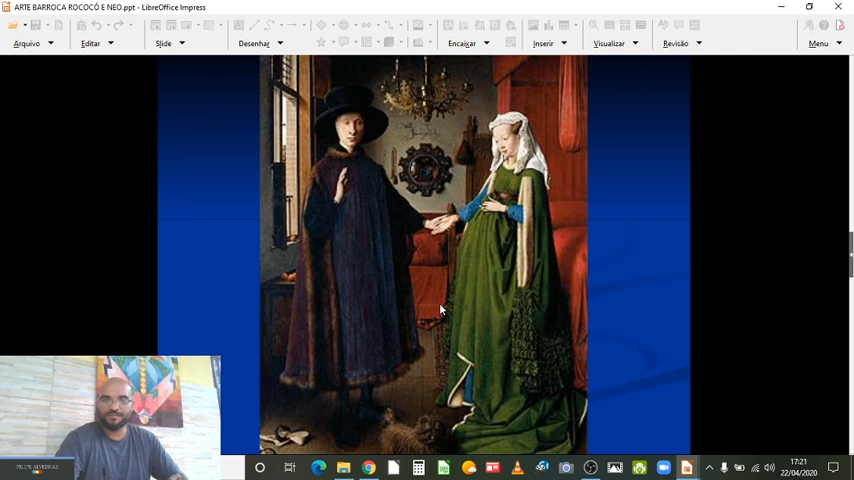 ARTE BARROCA ROCOCÓ E NEO.ppt - LibreOffice Impress
Arquivo Editar Slide Desenhar Encaixar Inserir Visualizar Revisão Menu
17:21
22/04/2020